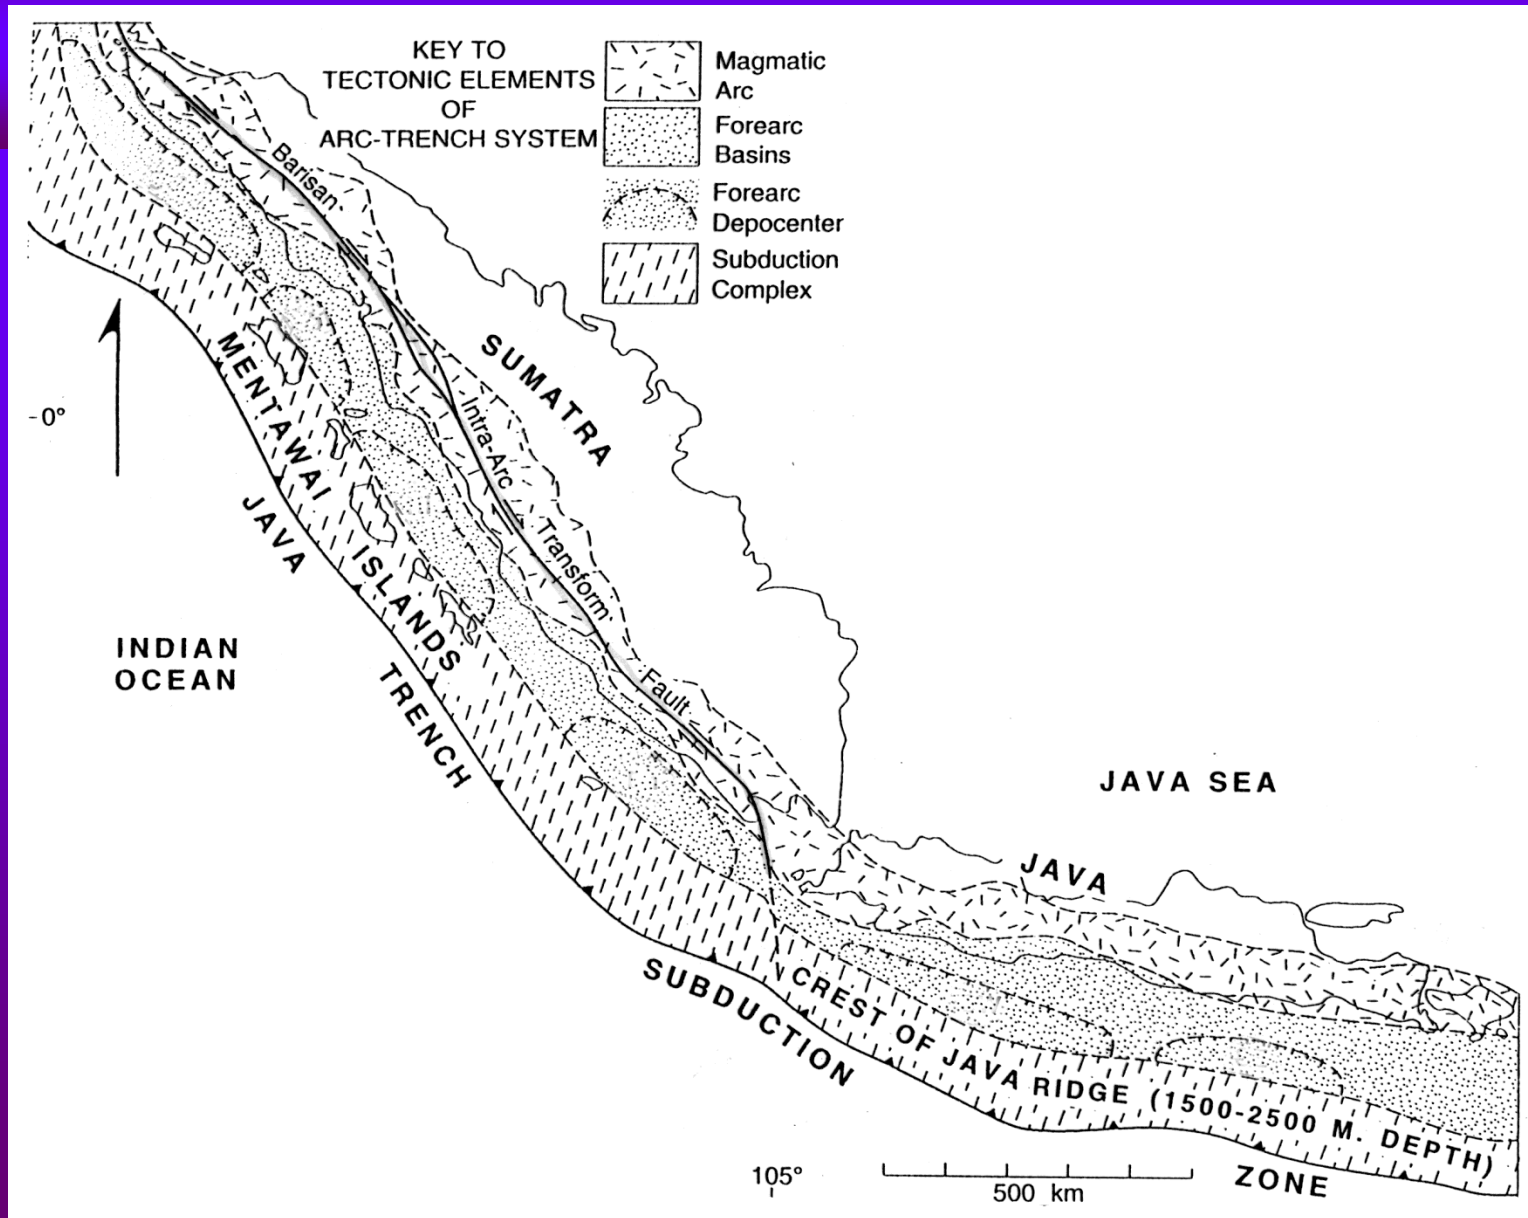 KEY TO
TECTONIC ELEMENTS
OF
ARC-TRENCH SYSTEM
Magmatic
Arc
Forearc
Basins
Forearc
Depocenter
Subduction
Complex
Barisan
Intra-Arc
Transform
Fault
SUMATRA
-0°
MENTAWAI
ISLANDS
JAVA
TRENCH
INDIAN
OCEAN
JAVA SEA
JAVA
SUBDUCTION
ZONE
CREST OF JAVA RIDGE (1500-2500 M. DEPTH)
105°
500 km